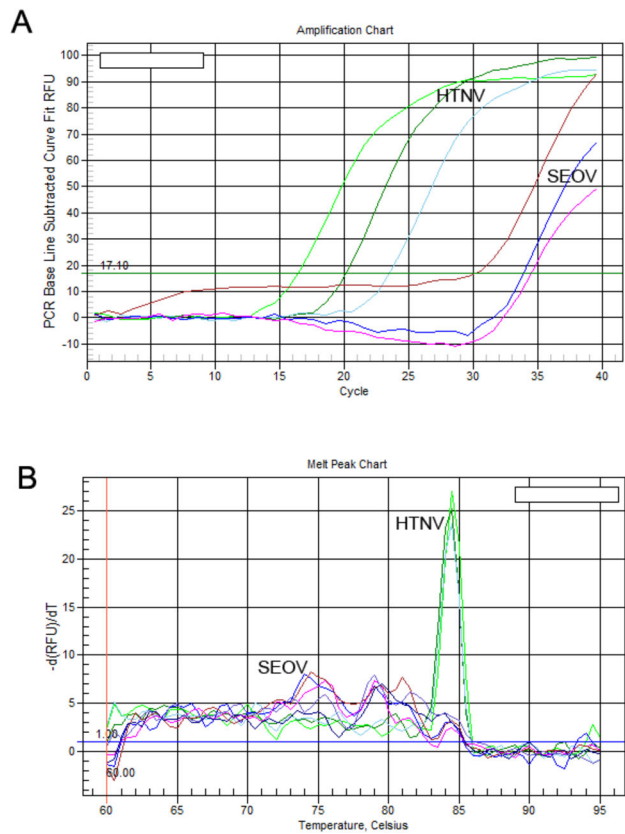 A
Amplification Chart
PCR Base Line Subtracted Curve Fit RFU
100
90
80
70
60
50
40
30
20
10
0
-10
17.10
HTNV
SEOV
0 5 10 15 20 25 30 35 40
Cycle
B
Melt Peak Chart
-d(RFU)/dT
25
20
15
10
5
0
HTNV
SEOV
1.00
60.00
60 65 70 75 80 85 90 95
Temperature, Celsius